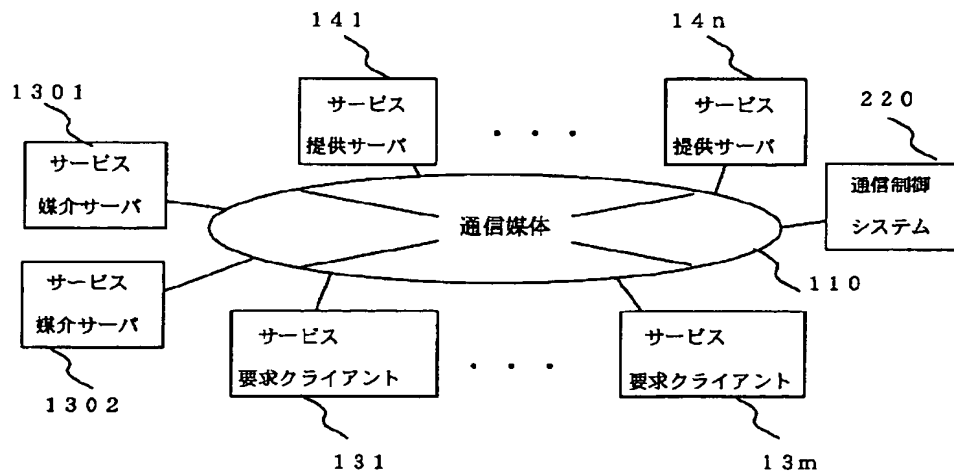 141
14n
1301
220
サービス
提供サーバ
・・・
サービス
提供サーバ
サービス
媒介サーバ
通信制御
システム
通信媒体
サービス
媒介サーバ
110
サービス
要求クライアント
・・・
サービス
要求クライアント
1302
131
13m